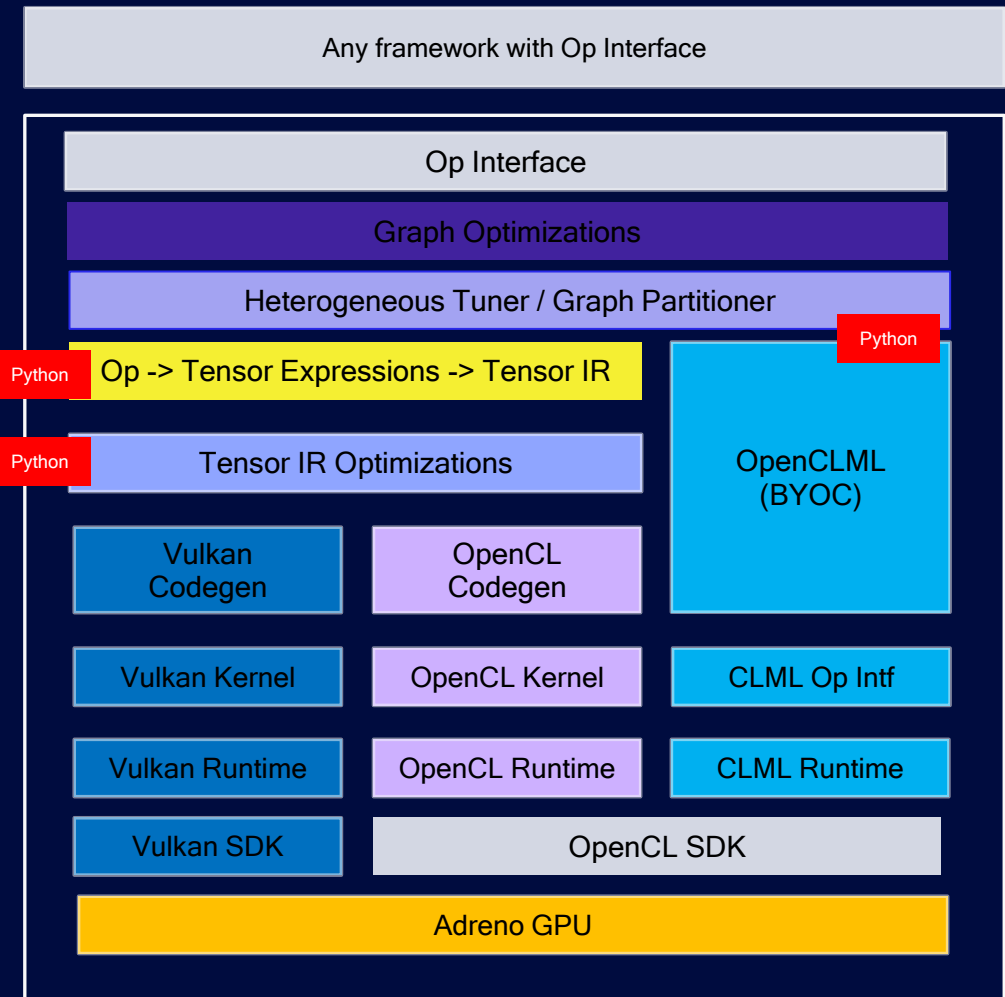 Any framework with Op Interface
Op Interface
Graph Optimizations
Heterogeneous Tuner / Graph Partitioner
Python
Python
Op -> Tensor Expressions -> Tensor IR
Python
Tensor IR Optimizations
OpenCLML
(BYOC)
Vulkan
Codegen
OpenCL
Codegen
Vulkan Kernel
OpenCL Kernel
CLML Op Intf
Vulkan Runtime
OpenCL Runtime
CLML Runtime
Vulkan SDK
OpenCL SDK
Adreno GPU